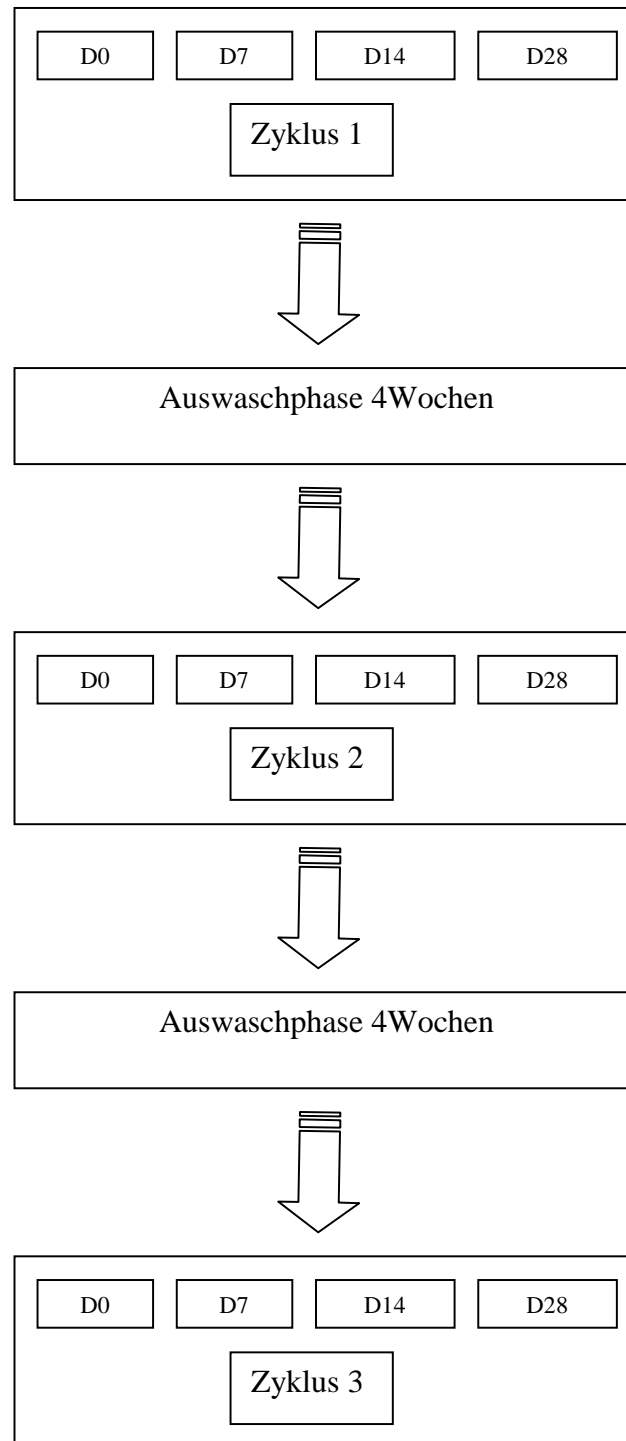 D0 D7 D14 D28
Zyklus 1
Auswaschphase 4Wochen
D0 D7 D14 D28
Zyklus 2
Auswaschphase 4Wochen
D0 D7 D14 D28
Zyklus 3